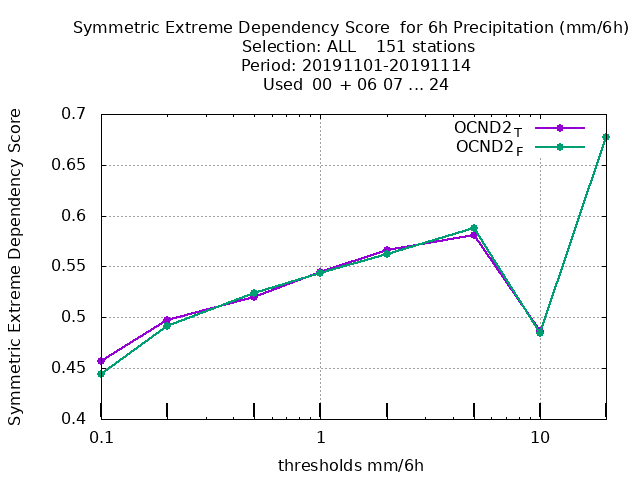 Symmetric Extreme Dependency Score  for 6h Precipitation (mm/6h)
Selection: ALL    151 stations
Period: 20191101-20191114
Used  00 + 06 07 ... 24
Symmetric Extreme Dependency Score
0.7
0.65
0.6
0.55
0.5
0.45
0.4
OCND2T
OCND2F
0.1
1
10
thresholds mm/6h